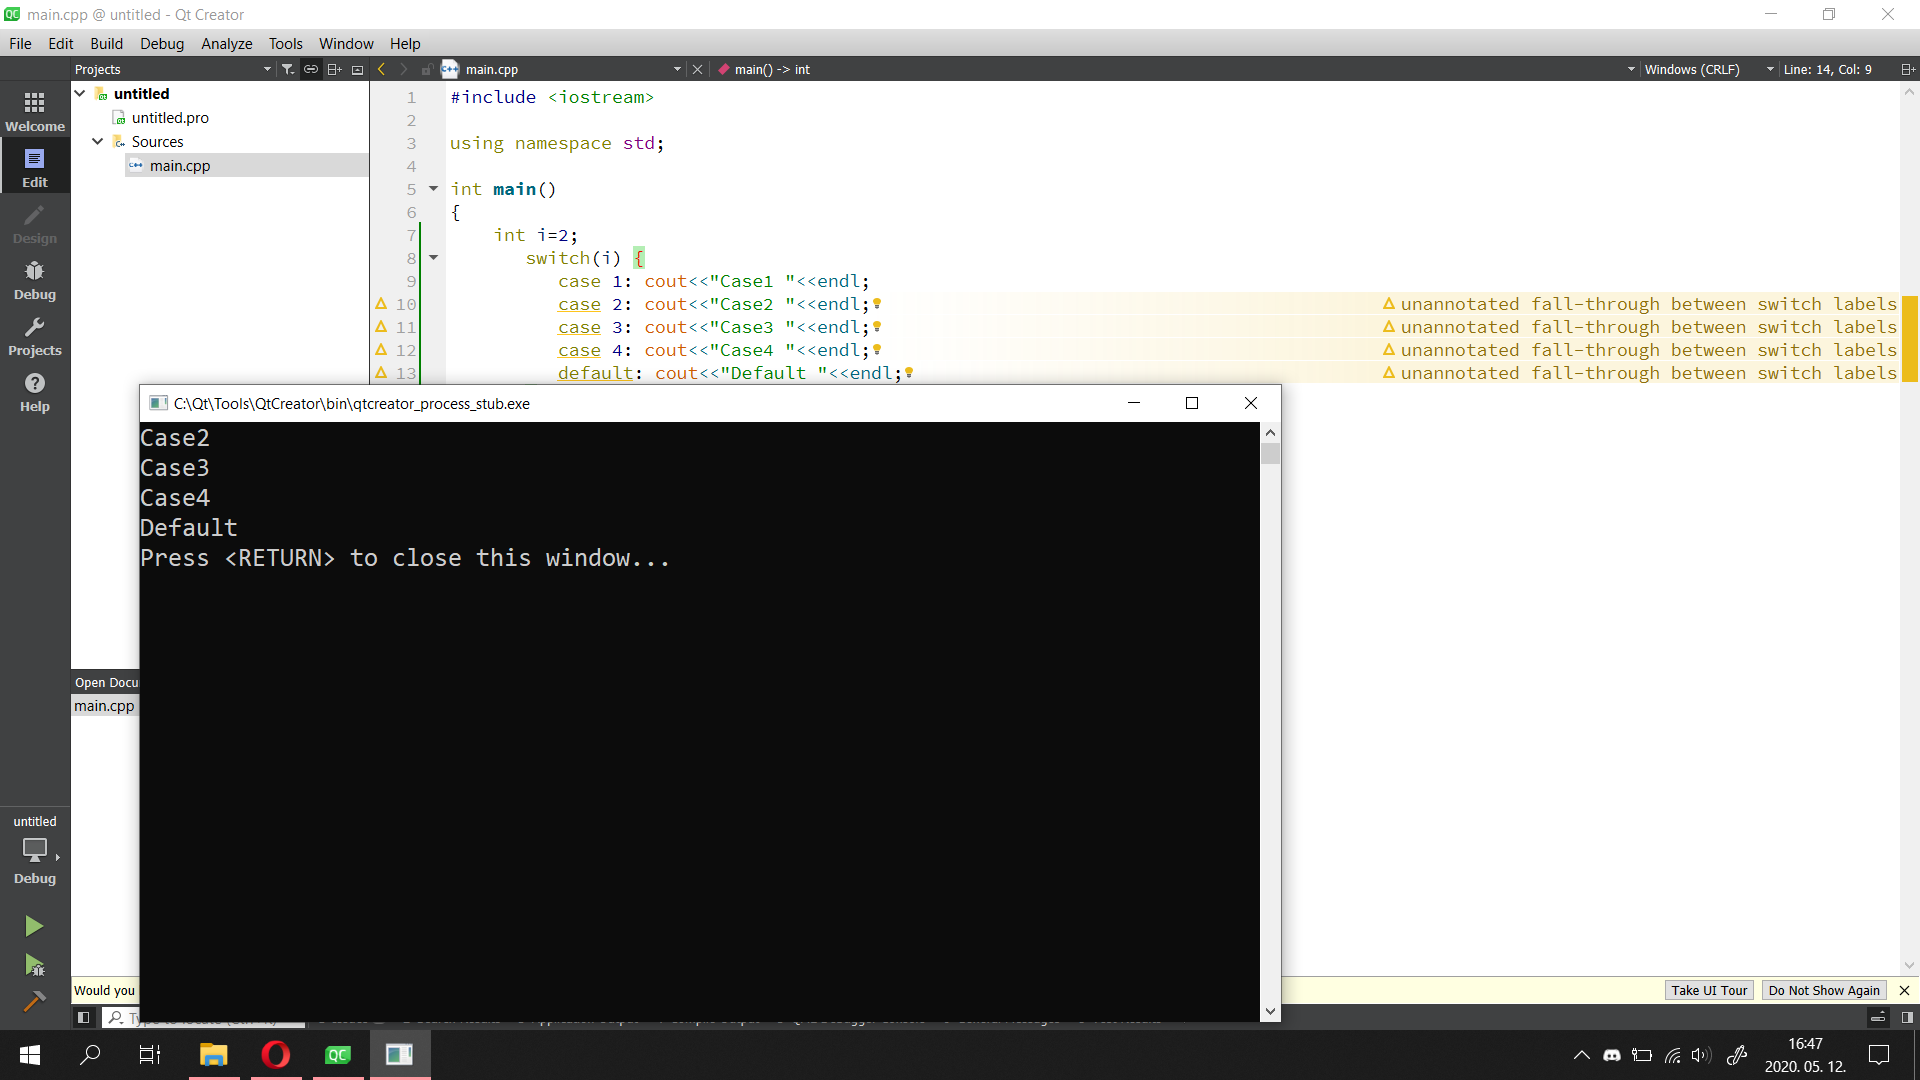 main.cpp @ untitled - Qt Creator
File Edit Build Debug Analyze Tools Window Help
Projects main.cpp main() -> int Windows (CRLF) Line: 14, Col: 9
Welcome
Edit
Design
Debug
Projects
Help
untitled
untitled.pro
Sources
main.cpp
1 #include <iostream>
2
3 using namespace std;
4
5 int main()
6 {
7 int i=2;
8 switch(i) {
9 case 1: cout<<"Case1 "<<endl;
10 case 2: cout<<"Case2 "<<endl; unannotated fall-through between switch labels
11 case 3: cout<<"Case3 "<<endl; unannotated fall-through between switch labels
12 case 4: cout<<"Case4 "<<endl; unannotated fall-through between switch labels
13 default: cout<<"Default "<<endl; unannotated fall-through between switch labels
C:\Qt\Tools\QtCreator\bin\qtcreator_process_stub.exe
Case2
Case3
Case4
Default
Press <RETURN> to close this window...
Open Docu
main.cpp
untitled
Debug
Would you
Take UI Tour Do Not Show Again
QC
16:47
2020. 05. 12.